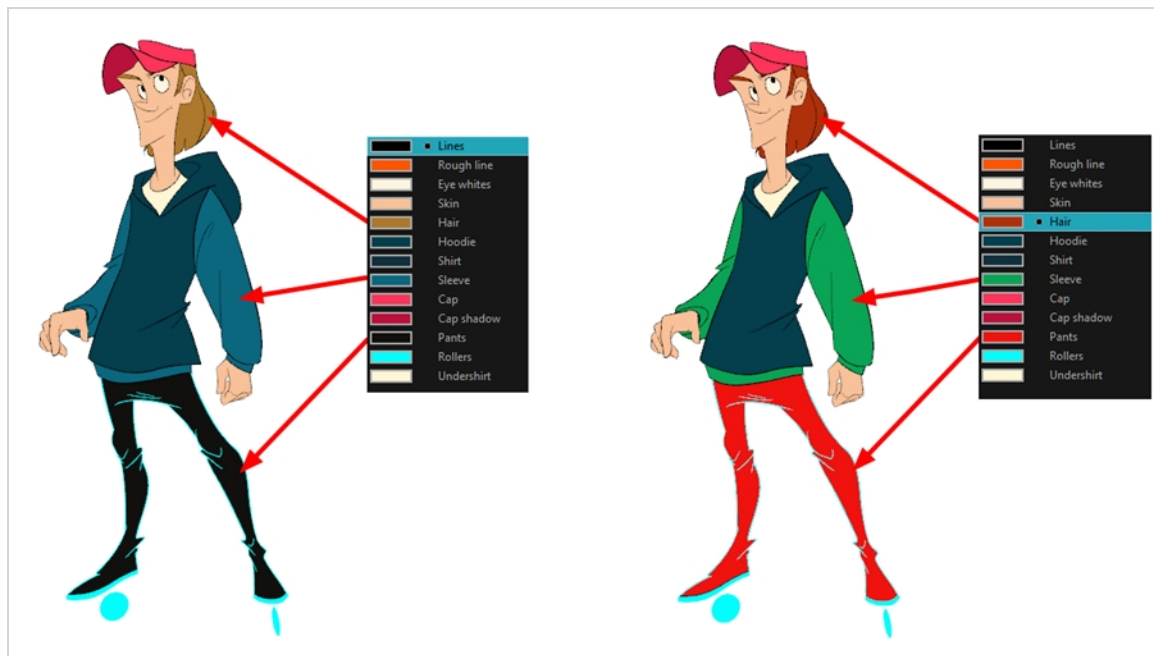 Lines
Rough line
Eye whites
Skin
Hair
Hoodie
Shirt
Sleeve
Cap
Cap shadow
Pants
Rollers
Undershirt
Lines
Rough line
Eye whites
Skin
Hair
Hoodie
Shirt
Sleeve
Cap
Cap shadow
Pants
Rollers
Undershirt